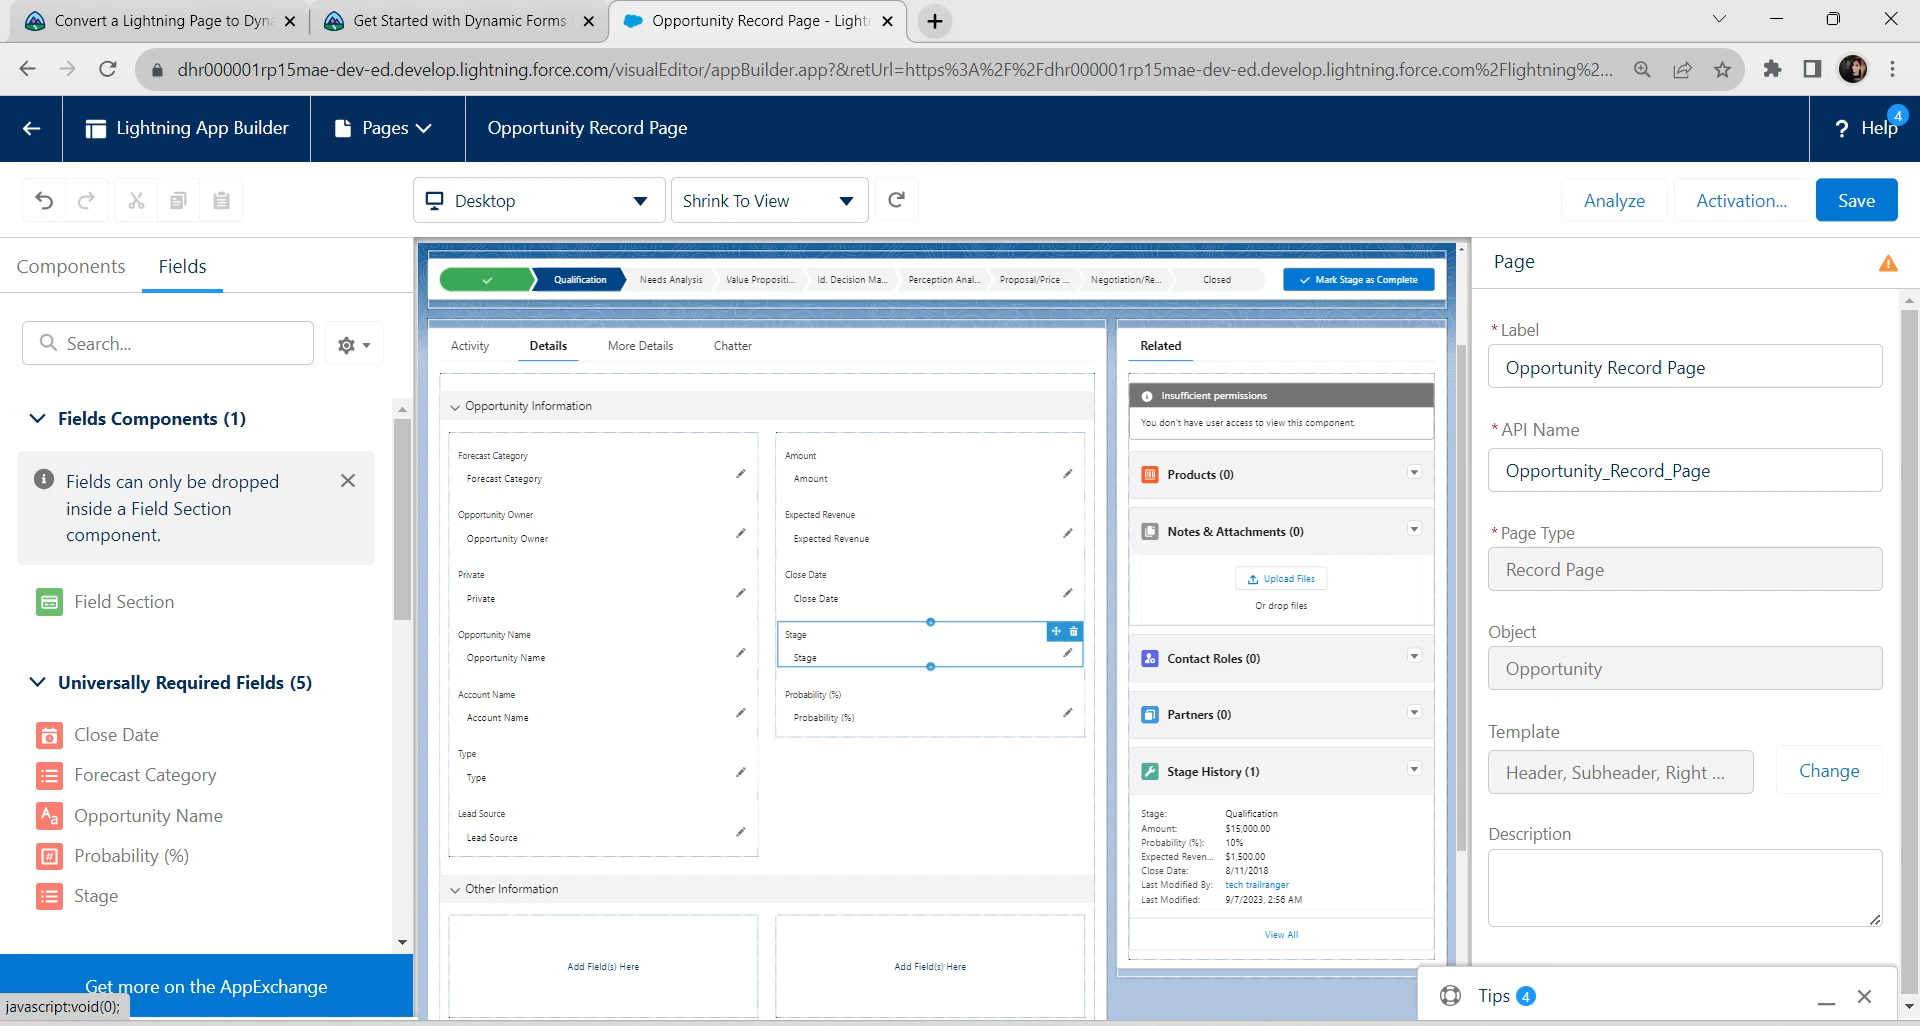 Convert a Lightning Page to Dyn
Get Started with Dynamic Forms
Opportunity Record Page - Light
dhr000001rp15mae-dev-ed.develop.lightning.force.com/visualEditor/appBuilder.app?&retUrl=https%3A%2F%2Fdhr000001rp15mae-dev-ed.develop.lightning.force.com%2Flightning%2...
Lightning App Builder
Pages
Opportunity Record Page
? Help
4
Desktop
Shrink To View
Analyze
Activation...
Save
Components
Fields
Search...
Fields Components (1)
Fields can only be dropped
inside a Field Section
component.
Field Section
Universally Required Fields (5)
Close Date
Forecast Category
Opportunity Name
Probability (%)
Stage
Get more on the AppExchange
javascript:void(0);
Qualification
Needs Analysis
Value Propositi...
Id. Decision Ma...
Perception Anal...
Proposal/Price ...
Negotiation/Re...
Closed
Mark Stage as Complete
Activity
Details
More Details
Chatter
Opportunity Information
Forecast Category
Forecast Category
Opportunity Owner
Opportunity Owner
Private
Private
Opportunity Name
Opportunity Name
Account Name
Account Name
Type
Type
Lead Source
Lead Source
Amount
Amount
Expected Revenue
Expected Revenue
Close Date
Close Date
Stage
Stage
Probability (%)
Probability (%)
Other Information
Add Field(s) Here
Add Field(s) Here
Related
Insufficient permissions
You don't have user access to view this component.
Products (0)
Notes & Attachments (0)
Upload Files
Or drop files
Contact Roles (0)
Partners (0)
Stage History (1)
Stage: Qualification
Amount: $15,000.00
Probability (%): 10%
Expected Reven... $1,500.00
Close Date: 8/11/2018
Last Modified By: tech trailranger
Last Modified: 9/7/2023, 2:56 AM
View All
Page
* Label
Opportunity Record Page
* API Name
Opportunity_Record_Page
* Page Type
Record Page
Object
Opportunity
Template
Header, Subheader, Right ...
Change
Description
Tips 4